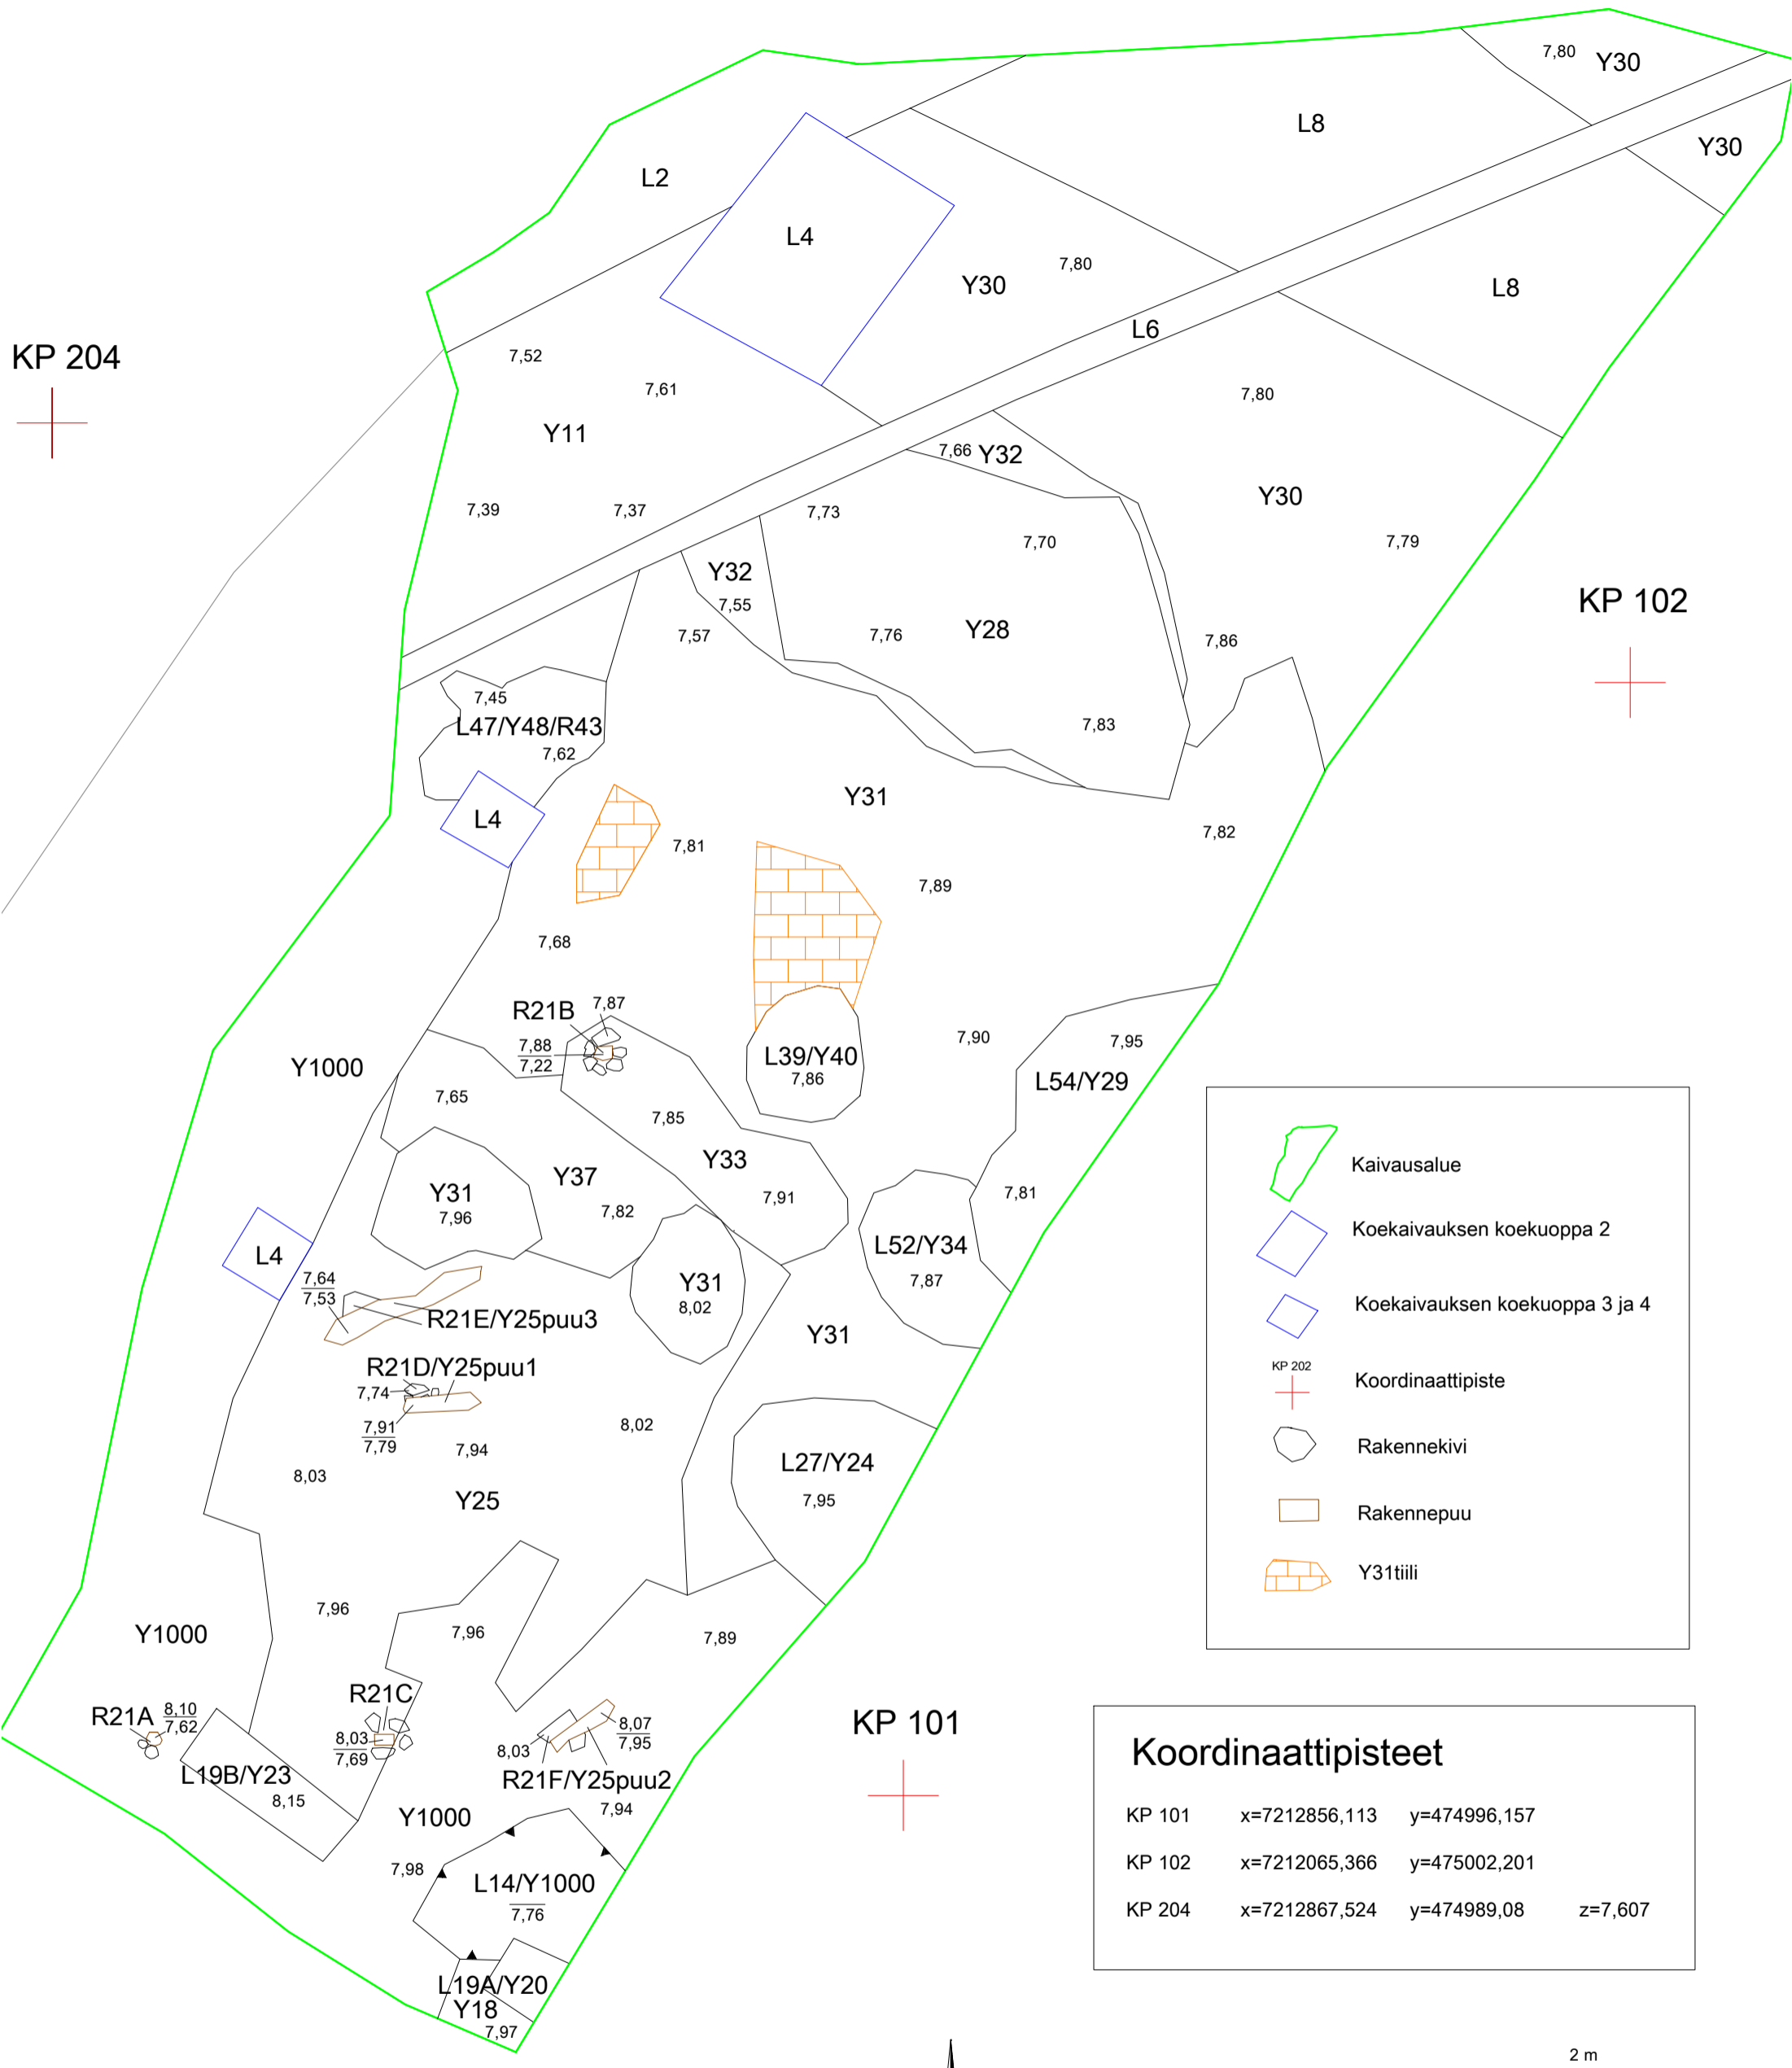 7,80
Y30
L8
Y30
L2
L4
Y30
7,80
L8
L6
KP 204
7,52
7,61
7,80
Y11
7,66
Y32
Y30
7,39
7,37
7,73
7,70
7,79
Y32
7,55
KP 102
7,57
7,76
Y28
7,86
7,45
L47/Y48/R43
7,62
7,83
L4
Y31
7,81
7,82
7,89
7,68
R21B
7,87
7,88
7,22
7,90
7,95
L39/Y40
7,86
Y1000
L54/Y29
7,65
7,85
Y33
Y37
Y31
7,96
7,82
7,91
7,81
L4
L52/Y34
7,87
7,64
7,53
Y31
8,02
R21E/Y25puu3
Y31
R21D/Y25puu1
7,74
7,91
7,79
7,94
8,02
8,03
L27/Y24
7,95
Y25
7,96
Y1000
7,96
7,89
R21C
R21A
8,10
7,62
8,03
7,69
8,03
8,07
7,95
L19B/Y23
8,15
R21F/Y25puu2
7,94
Y1000
7,98
L14/Y1000
7,76
L19A/Y20
Y18
7,97
KP 101
Kaivausalue
Koekaivauksen koekuoppa 2
Koekaivauksen koekuoppa 3 ja 4
KP 202
Koordinaattipiste
Rakennekivi
Rakennepuu
Y31tiili
Koordinaattipisteet
KP 101 x=7212856,113 y=474996,157
KP 102 x=7212065,366 y=475002,201
KP 204 x=7212867,524 y=474989,08 z=7,607
2 m